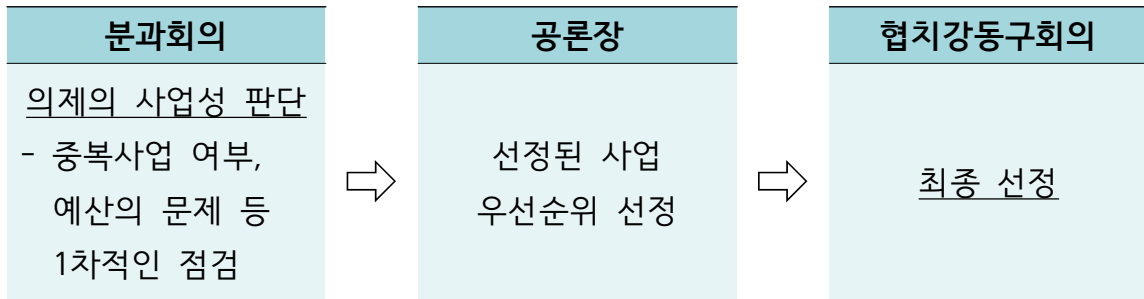 분과회의
의제의 사업성 판단
- 중복사업 여부,
예산의 문제 등
1차적인 점검
공론장
선정된 사업
우선순위 선정
협치강동구회의
최종 선정